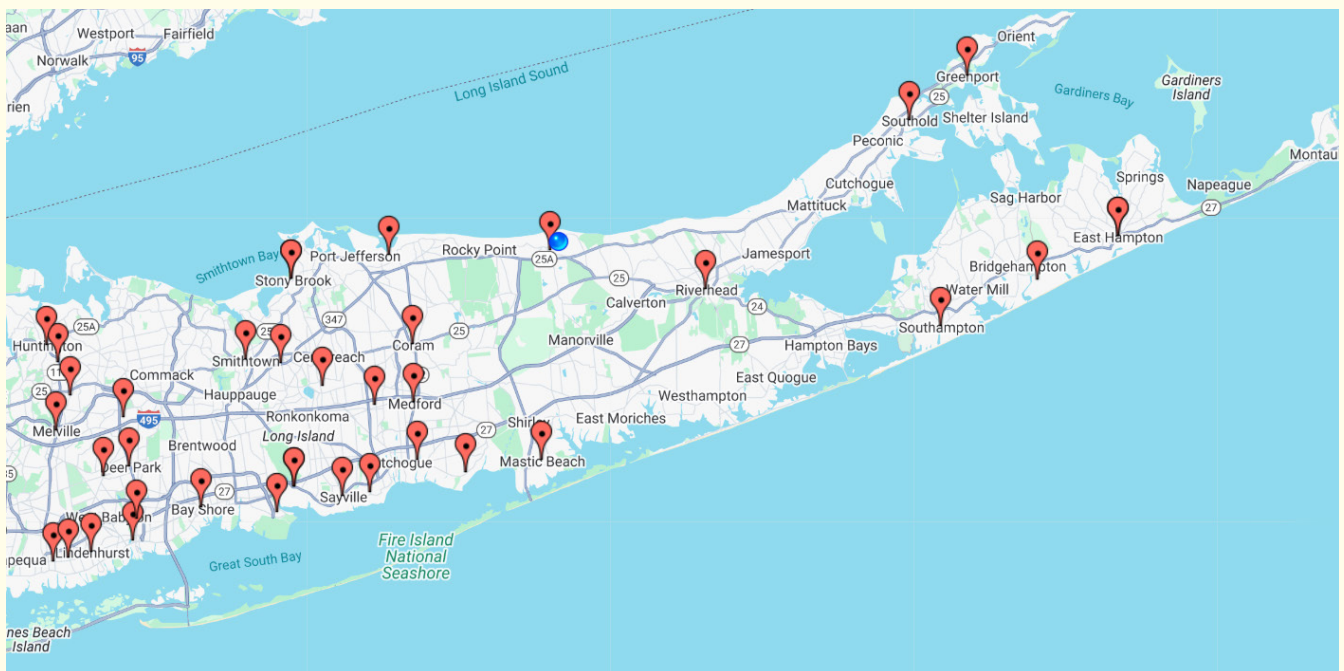 Westport
Fairfield
95
Norwalk
Long Island Sound
Orient
Greenport
Gardiners
Island
Gardiners Bay
25
Southold
Shelter Island
Peconic
Montau
Springs
Napeague
Cutchogue
Sag Harbor
27
Mattituck
East Hampton
Smithtown Bay
Port Jefferson
Rocky Point
25A
Jamesport
Bridgehampton
Stony Brook
25
Riverhead
Water Mill
Calverton
24
Southampton
25A
347
25
Coram
Manorville
27
Hampton Bays
Smithtown
Commack
East Quogue
25
Hauppauge
Medford
Westhampton
Melville
495
Ronkonkoma
Long Island
27
East Moriches
Brentwood
Deer Park
Mastic Beach
Sayville
27
Bay Shore
Lindenhurst
Fire Island
National
Seashore
Great South Bay
Island